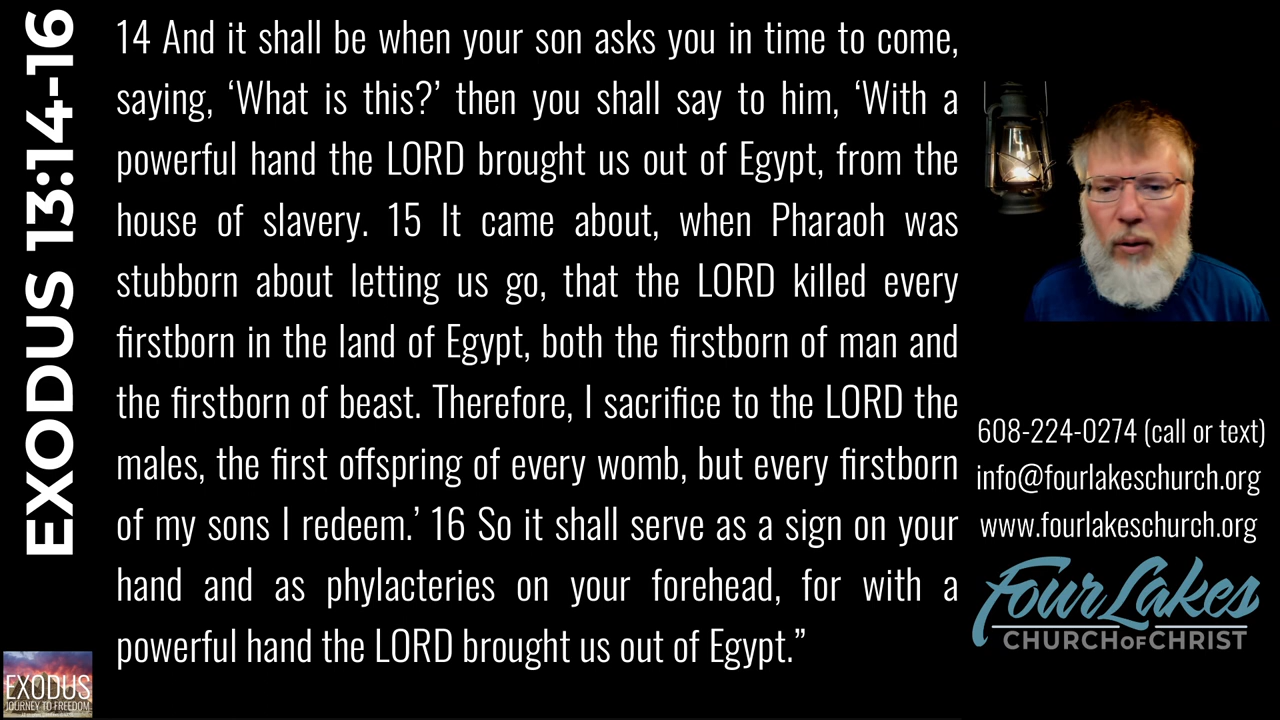 EXODUS 13:14-16
14 And it shall be when your son asks you in time to come,
saying, ‘What is this?’ then you shall say to him, ‘With a
powerful hand the LORD brought us out of Egypt, from the
house of slavery. 15 It came about, when Pharaoh was
stubborn about letting us go, that the LORD killed every
firstborn in the land of Egypt, both the firstborn of man and
the firstborn of beast. Therefore, I sacrifice to the LORD the
males, the first offspring of every womb, but every firstborn
of my sons I redeem.’ 16 So it shall serve as a sign on your
hand and as phylacteries on your forehead, for with a
powerful hand the LORD brought us out of Egypt.”
608-224-0274 (call or text)
info@fourlakeschurch.org
www.fourlakeschurch.org
Four Lakes
CHURCH OF CHRIST
EXODUS
JOURNEY TO FREEDOM